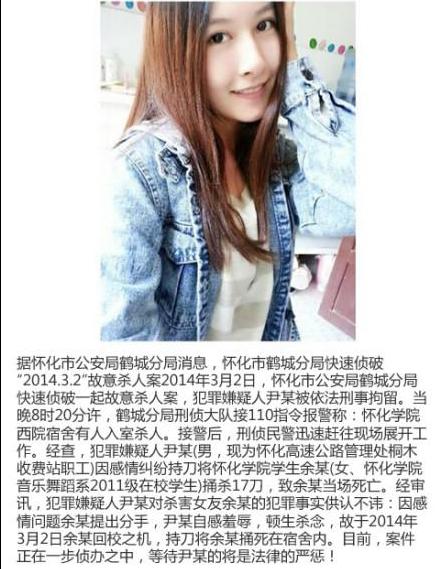 据怀化市公安局鹤城分局消息，怀化市鹤城分局快速侦破
“2014.3.2”故意杀人案2014年3月2日，怀化市公安局鹤城分局
快速侦破一起故意杀人案，犯罪嫌疑人尹某被依法刑事拘留。当
晚8时20分许，鹤城分局刑侦大队接110指令报警称：怀化学院
西院宿舍有人入室杀人。接警后，刑侦民警迅速赶往现场展开工
作。经查，犯罪嫌疑人尹某(男，现为怀化高速公路管理处桐木
收费站职工)因感情纠纷持刀将怀化学院学生余某(女、怀化学院
音乐舞蹈系2011级在校学生)捅杀17刀，致余某当场死亡。经审
讯，犯罪嫌疑人尹某对杀害女友余某的犯罪事实供认不讳：因感
情问题余某提出分手，尹某自感羞辱，顿生杀念，故于2014年
3月2日余某回校之机，持刀将余某捅死在宿舍内。目前，案件
正在一步侦办之中，等待尹某的将是法律的严惩！